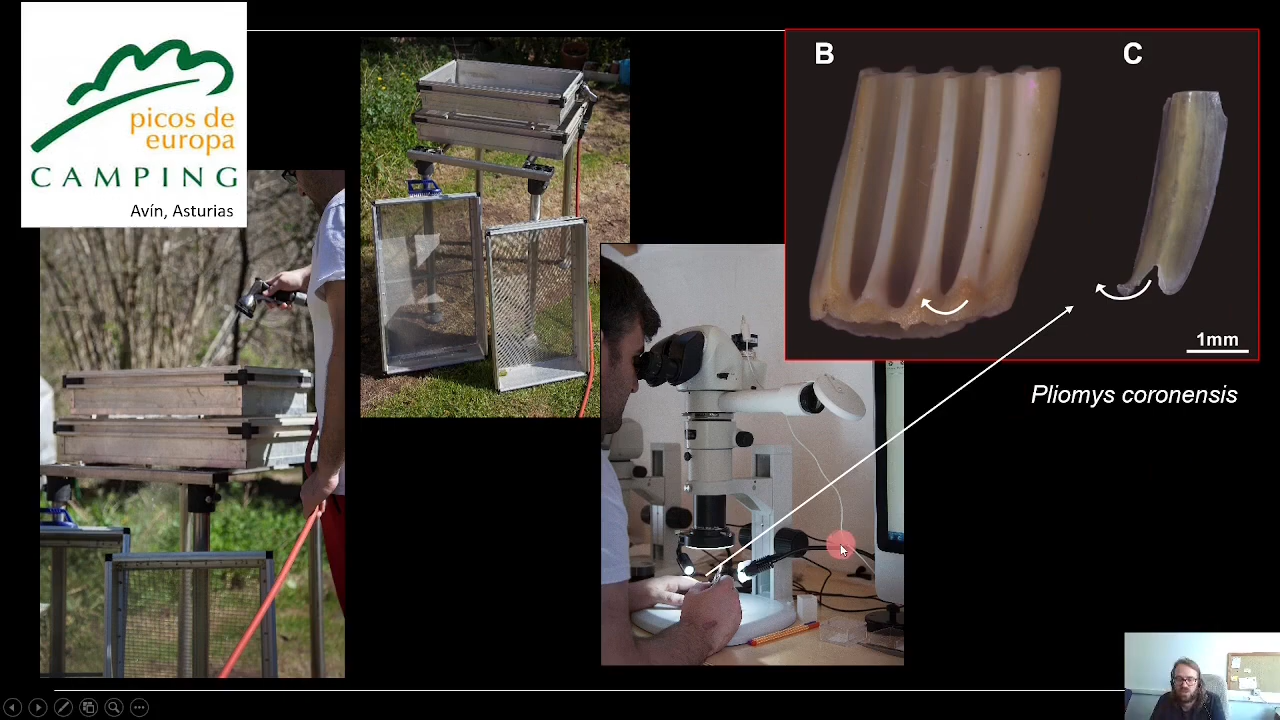 picos de
europa
CAMPING
Avín, Asturias
B
C
1mm
Pliomys coronensis